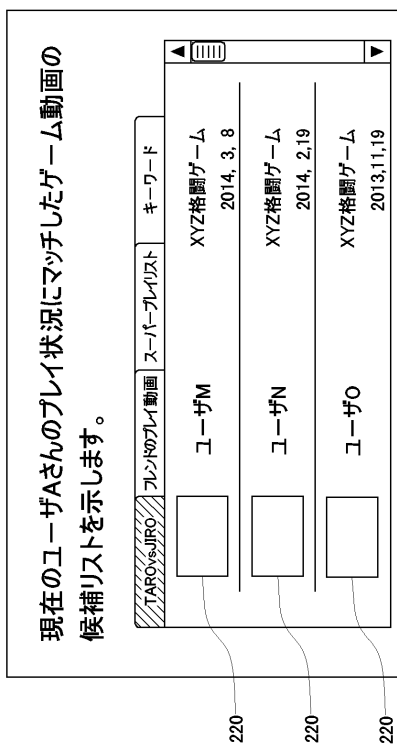 現在のユーザAさんのプレイ状況にマッチしたゲーム動画の
候補リストを示します。
TAROvsJIRO
フレンドのプレイ動画
スーパープレイリスト
キーワード
ユーザM
XYZ格闘ゲーム
2014, 3, 8
ユーザN
XYZ格闘ゲーム
2014, 2,19
ユーザO
XYZ格闘ゲーム
2013,11,19
220
220
220